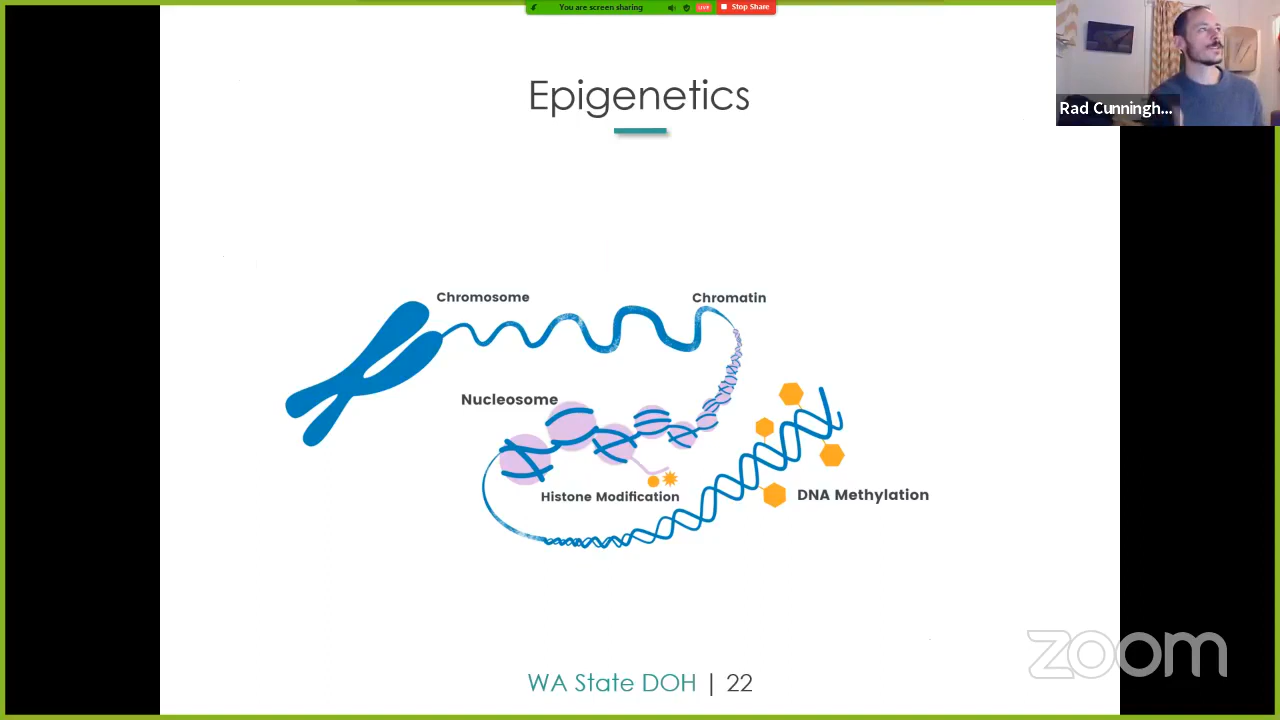 You are screen sharing
LIVE
Stop Share
Rad Cunningh...
Epigenetics
Chromosome
Chromatin
Nucleosome
Histone Modification
DNA Methylation
WA State DOH | 22
zoom